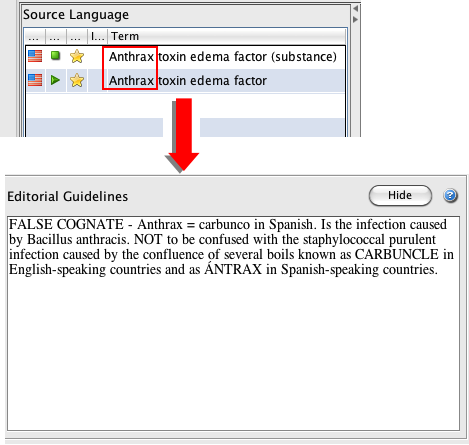 Source Language
... ... ... I... Term
Anthrax toxin edema factor (substance)
Anthrax toxin edema factor
Editorial Guidelines
Hide
?
FALSE COGNATE - Anthrax = carbunco in Spanish. Is the infection caused
by Bacillus anthracis. NOT to be confused with the staphylococcal purulent
infection caused by the confluence of several boils known as CARBUNCLE in
English-speaking countries and as ÁNTRAX in Spanish-speaking countries.